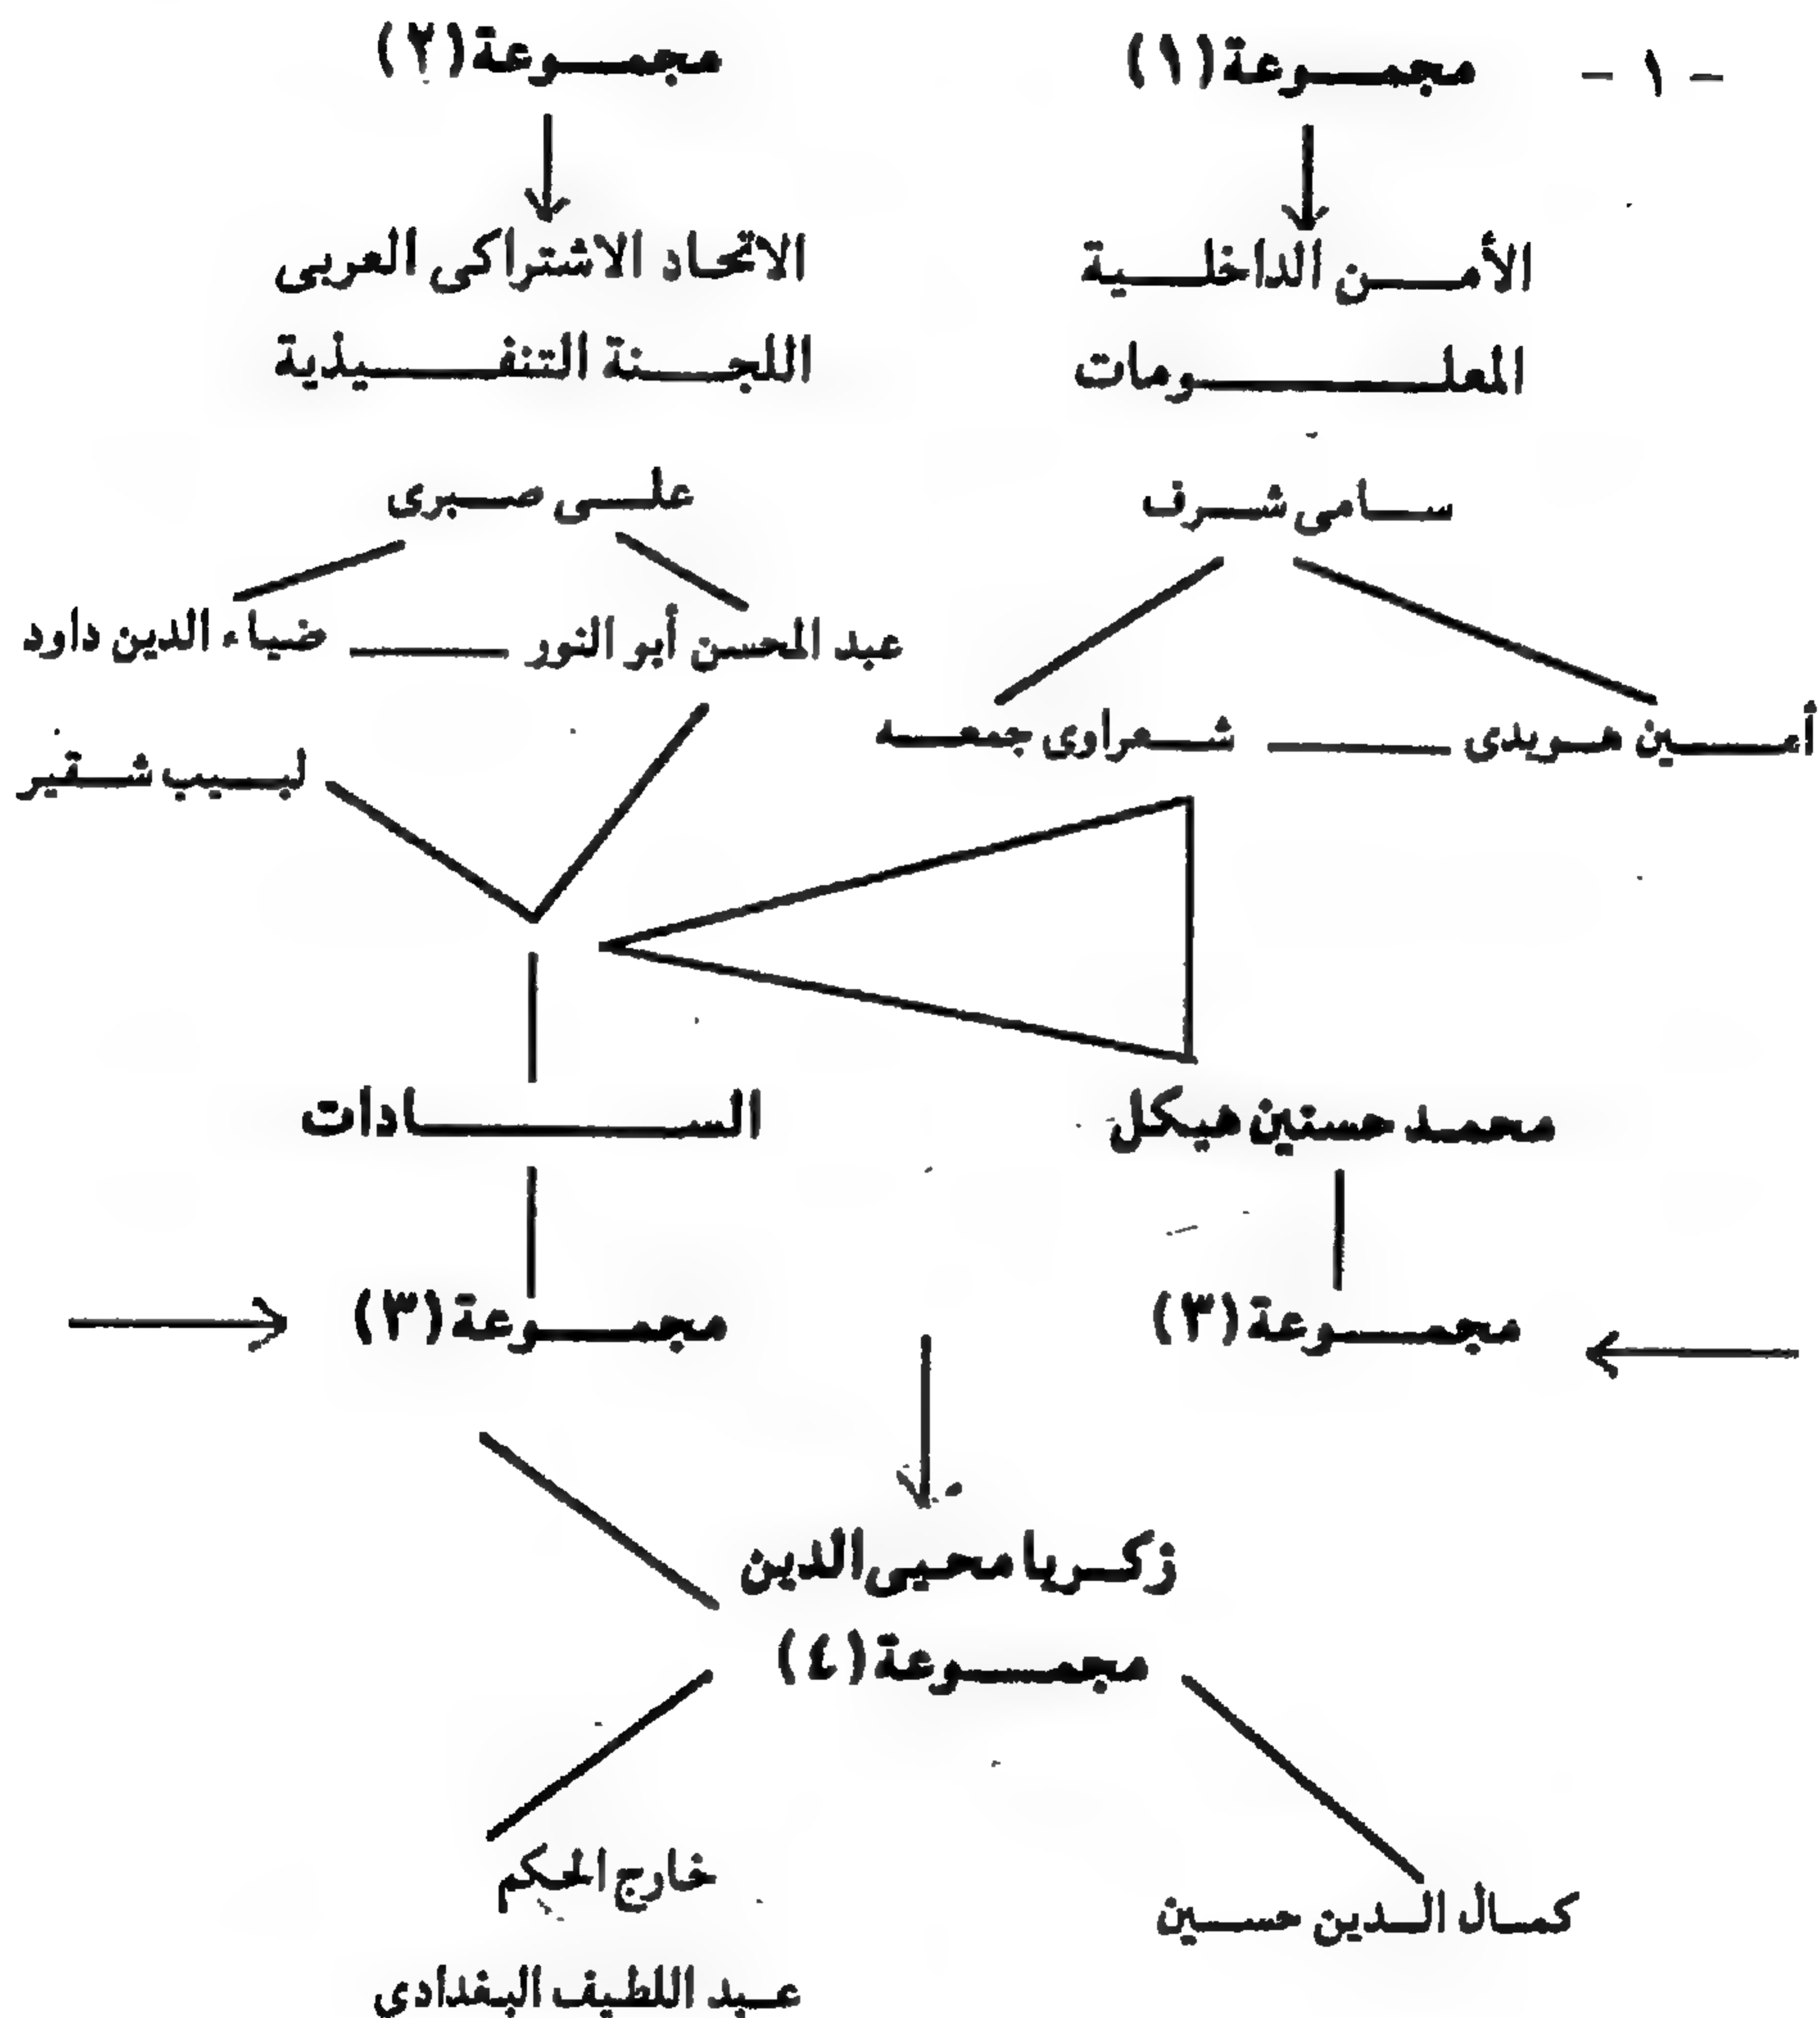 - ١ - مجموعة (١) مجموعة (٢)
الأمن الداخلية الاتحاد الاشتراكى العربى
المعلومات اللجنة التنفيذية
سامى شرف على صبرى
عبد المحسن أبو النور ضياء الدين داود
أمين هويدى شعراوى جمعه
لبيب شقير
محمد حسنين هيكل السادات
مجموعة (٣) مجموعة (٣)
زكريا محيى الدين
مجموعة (٤)
كمال الدين حسين خارج الحكم
عبد اللطيف البغدادى